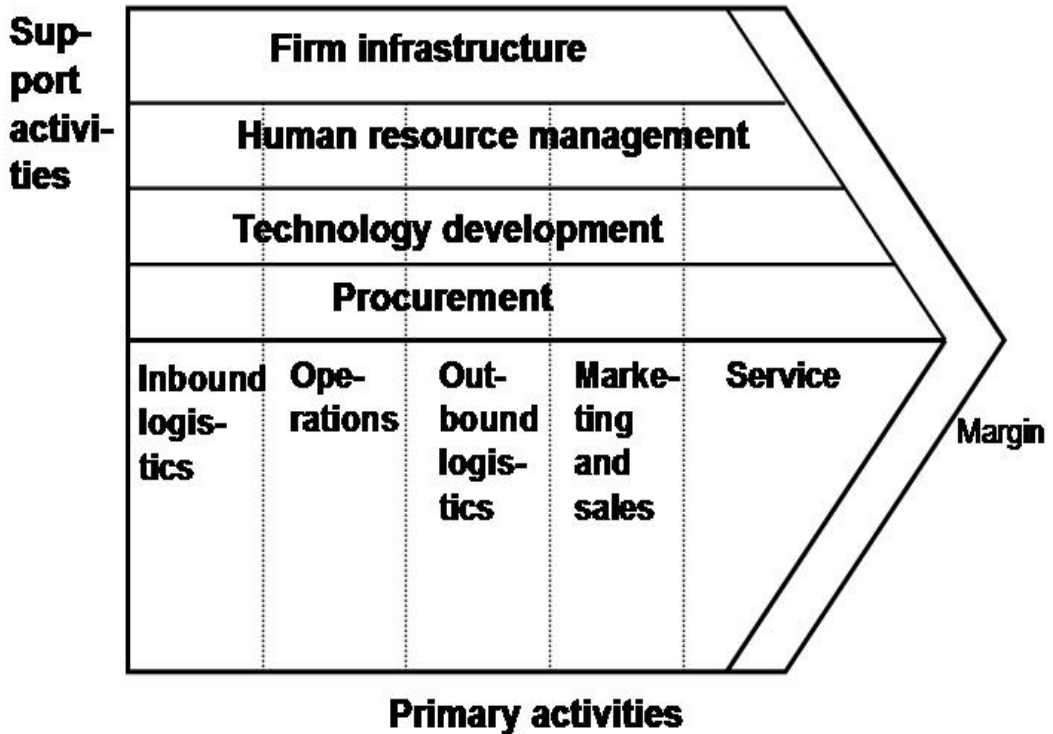 Sup-
port
activi-
ties
Firm infrastructure
Human resource management
Technology development
Procurement
Inbound
logis-
tics
Ope-
rations
Out-
bound
logis-
tics
Marke-
ting
and
sales
Service
Margin
Primary activities